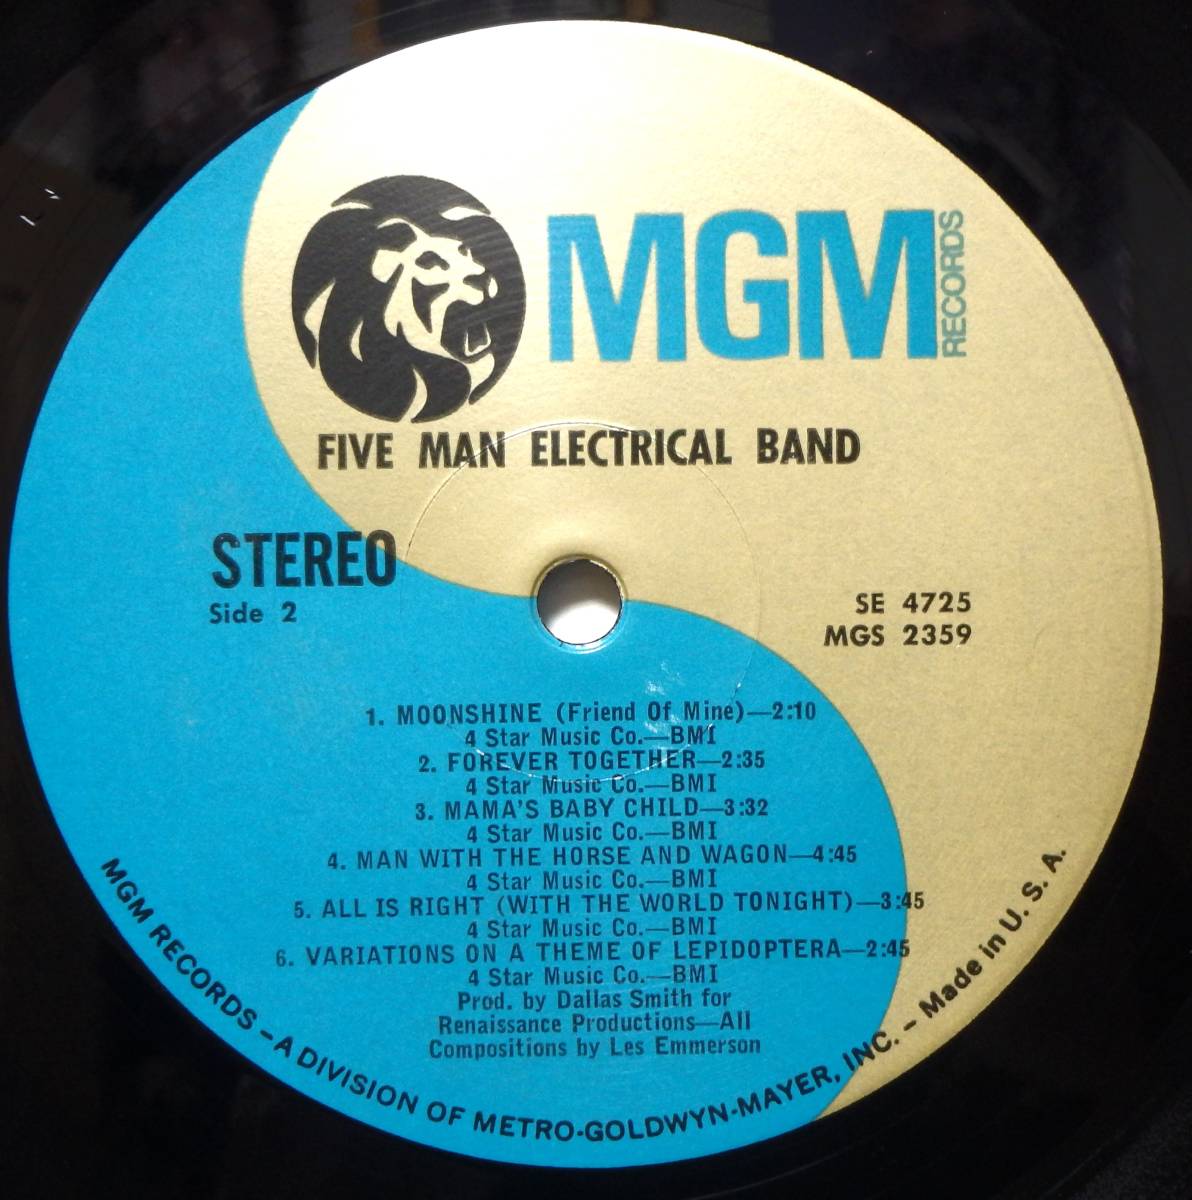 MGM RECORDS
FIVE MAN ELECTRICAL BAND
STEREO
Side 2
SE 4725
MGS 2359
1. MOONSHINE (Friend Of Mine)—2:10
4 Star Music Co.—BMI
2. FOREVER TOGETHER—2:35
4 Star Music Co.—BMI
3. MAMA'S BABY CHILD—3:32
4 Star Music Co.—BMI
4. MAN WITH THE HORSE AND WAGON—4:45
4 Star Music Co.—BMI
5. ALL IS RIGHT (WITH THE WORLD TONIGHT)—3:45
4 Star Music Co.—BMI
6. VARIATIONS ON A THEME OF LEPIDOPTERA—2:45
4 Star Music Co.—BMI
Prod. by Dallas Smith for
Renaissance Productions—All
Compositions by Les Emmerson
MGM RECORDS – A DIVISION OF METRO-GOLDWYN-MAYER, INC. – Made in U. S. A.